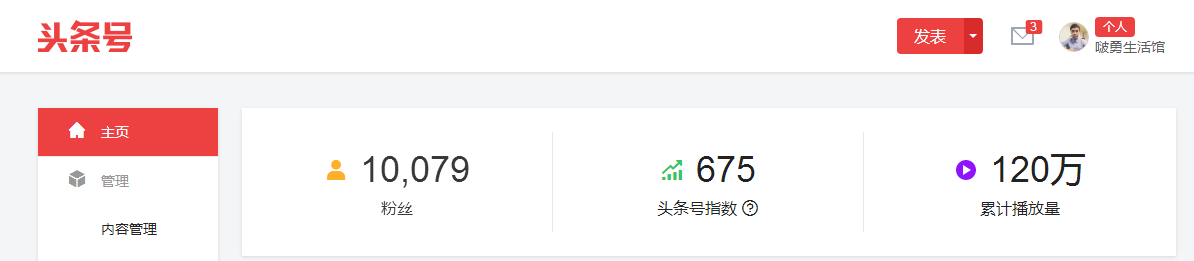 头条号
发表
3
个人
啵勇生活馆
主页
管理
内容管理
10,079
粉丝
675
头条号指数 ?
120万
累计播放量